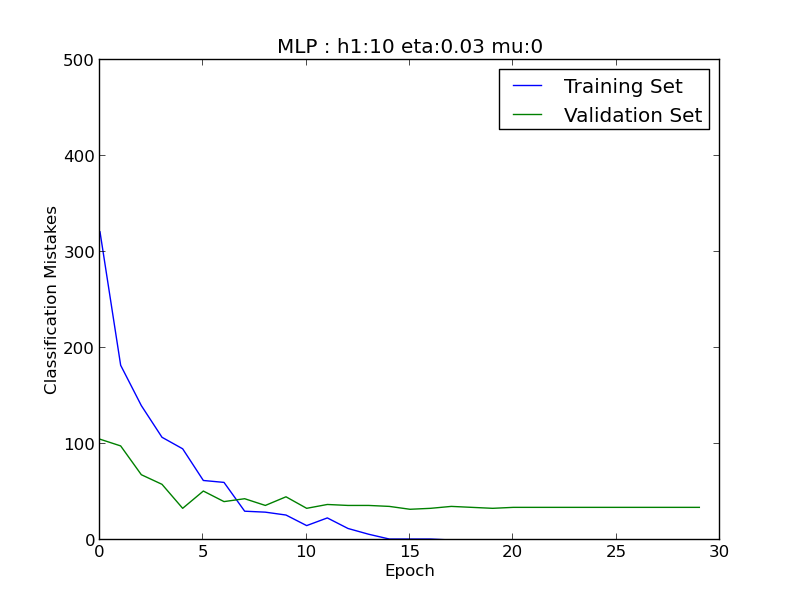 MLP : h1:10 eta:0.03 mu:0
500
Training Set
Validation Set
400
300
Classification Mistakes
200
100
0
0 5 10 15 20 25 30
Epoch